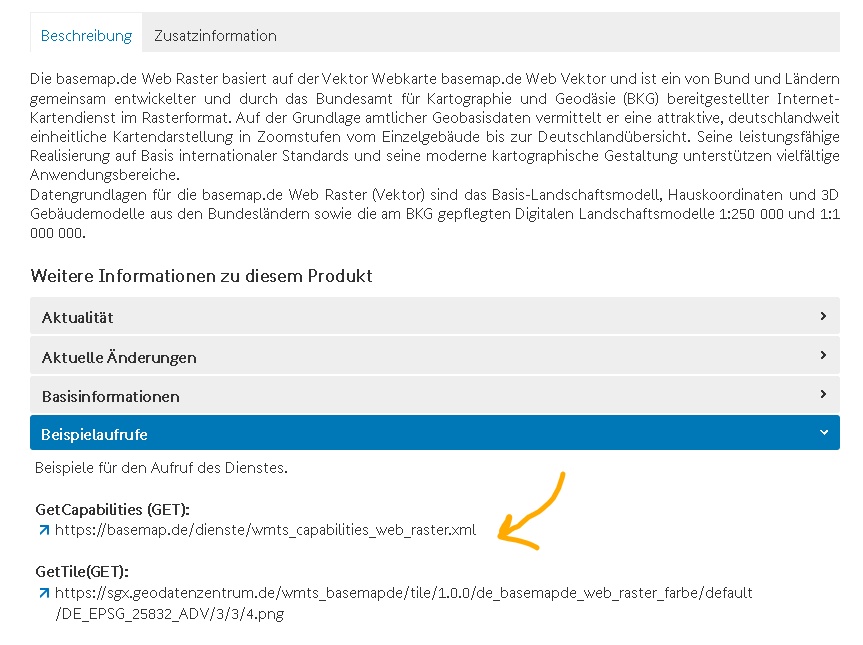 Beschreibung Zusatzinformation
Die basemap.de Web Raster basiert auf der Vektor Webkarte basemap.de Web Vektor und ist ein von Bund und Ländern
gemeinsam entwickelter und durch das Bundesamt für Kartographie und Geodäsie (BKG) bereitgestellter Internet-
Kartendienst im Rasterformat. Auf der Grundlage amtlicher Geobasisdaten vermittelt er eine attraktive, deutschlandweit
einheitliche Kartendarstellung in Zoomstufen vom Einzelgebäude bis zur Deutschlandübersicht. Seine leistungsfähige
Realisierung auf Basis internationaler Standards und seine moderne kartographische Gestaltung unterstützen vielfältige
Anwendungsbereiche.
Datengrundlagen für die basemap.de Web Raster (Vektor) sind das Basis-Landschaftsmodell, Hauskoordinaten und 3D
Gebäudemodelle aus den Bundesländern sowie die am BKG gepflegten Digitalen Landschaftsmodelle 1:250 000 und 1:1
000 000.
Weitere Informationen zu diesem Produkt
Aktualität
Aktuelle Änderungen
Basisinformationen
Beispielaufrufe
Beispiele für den Aufruf des Dienstes.
GetCapabilities (GET):
https://basemap.de/dienste/wmts_capabilities_web_raster.xml
GetTile(GET):
https://sgx.geodatenzentrum.de/wmts_basemapde/tile/1.0.0/de_basemapde_web_raster_farbe/default
/DE_EPSG_25832_ADV/3/3/4.png